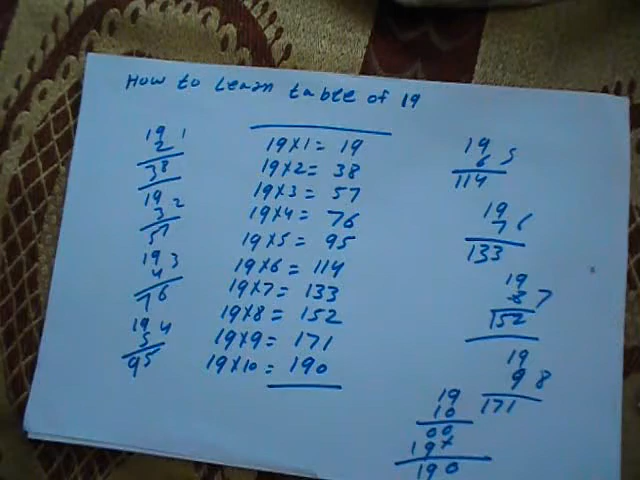 How to Learn table of 19
19 1
2
38
19 2
3
57
19 3
4
76
19 4
5
95
19x1= 19
19x2= 38
19x3= 57
19x4= 76
19x5= 95
19x6= 114
19x7= 133
19x8= 152
19x9= 171
19x10= 190
19
6 5
114
19
7 6
133
19
8 7
152
19
9 8
171
19
10
00
19x
190